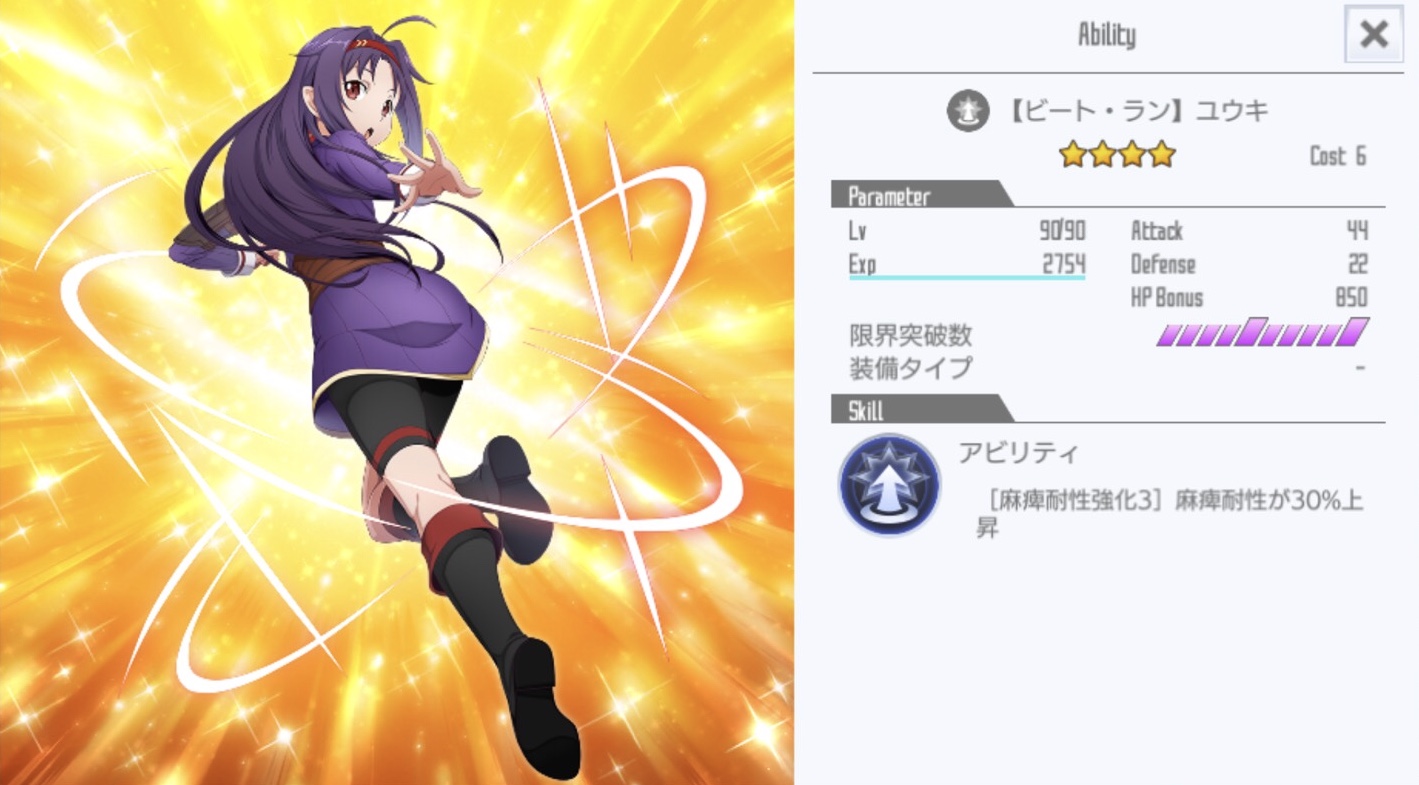 Ability
【ビート・ラン】ユウキ
Cost 6
Parameter
Lv 90/90 Attack 44
Exp 2754 Defense 22
HP Bonus 850
限界突破数
装備タイプ -
Skill
アビリティ
［麻痺耐性強化3］麻痺耐性が30%上
昇